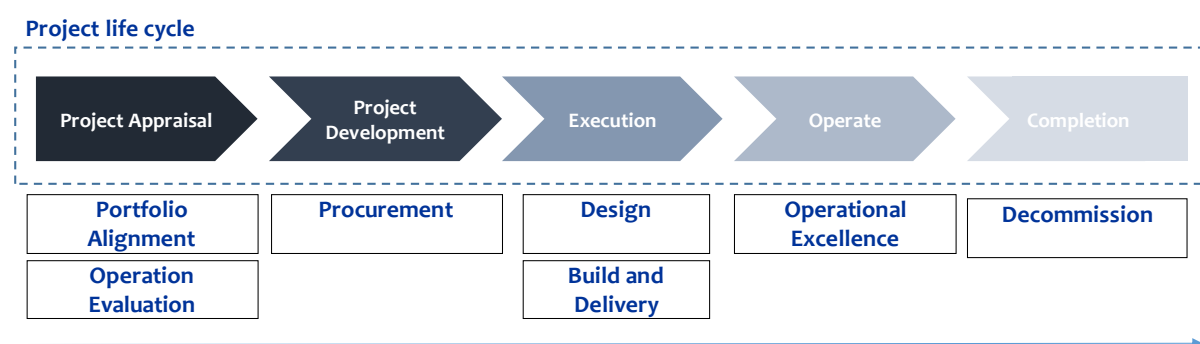 Project life cycle
Project Appraisal
Project
Development
Execution
Operate
Completion
Portfolio
Alignment
Procurement
Design
Operational
Excellence
Decommission
Operation
Evaluation
Build and
Delivery